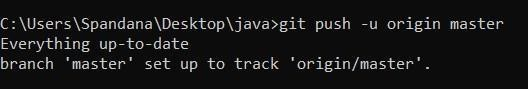 C:\Users\Spandana\Desktop\java>git push -u origin master
Everything up-to-date
branch 'master' set up to track 'origin/master'.